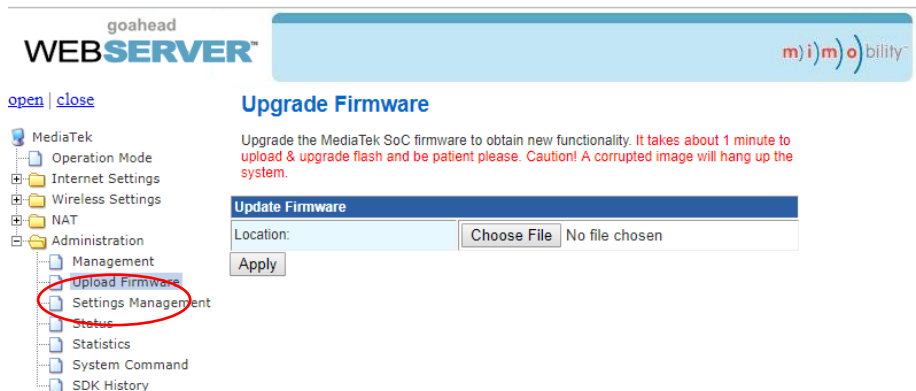 goahead
WEBSERVER™
m)i)m)o)bility™
open | close
MediaTek
Operation Mode
Internet Settings
Wireless Settings
NAT
Administration
Management
Upload Firmware
Settings Management
Status
Statistics
System Command
SDK History
Upgrade Firmware
Upgrade the MediaTek SoC firmware to obtain new functionality. It takes about 1 minute to
upload & upgrade flash and be patient please. Caution! A corrupted image will hang up the
system.
Update Firmware
Location: Choose File No file chosen
Apply